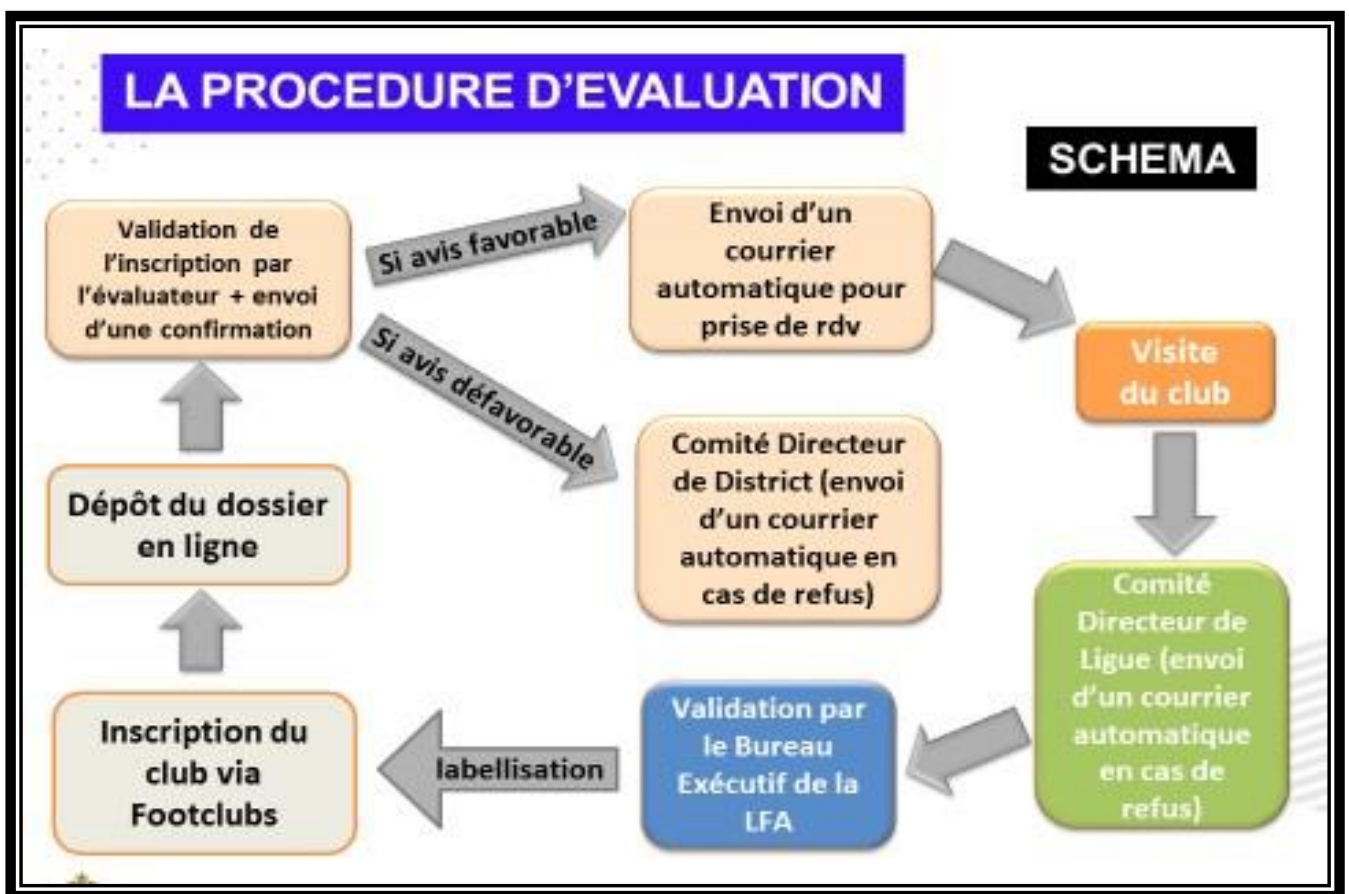 LA PROCEDURE D'EVALUATION
SCHEMA
Validation de
l'inscription par
l'évaluateur + envoi
d'une confirmation
Si avis favorable
Envoi d'un
courrier
automatique pour
prise de rdv
Visite
du club
Si avis défavorable
Comité Directeur
de District (envoi
d'un courrier
automatique en
cas de refus)
Dépôt du dossier
en ligne
Comité
Directeur de
Ligue (envoi
d'un courrier
automatique
en cas de
refus)
Inscription du
club via
Footclubs
labellisation
Validation par
le Bureau
Exécutif de la
LFA